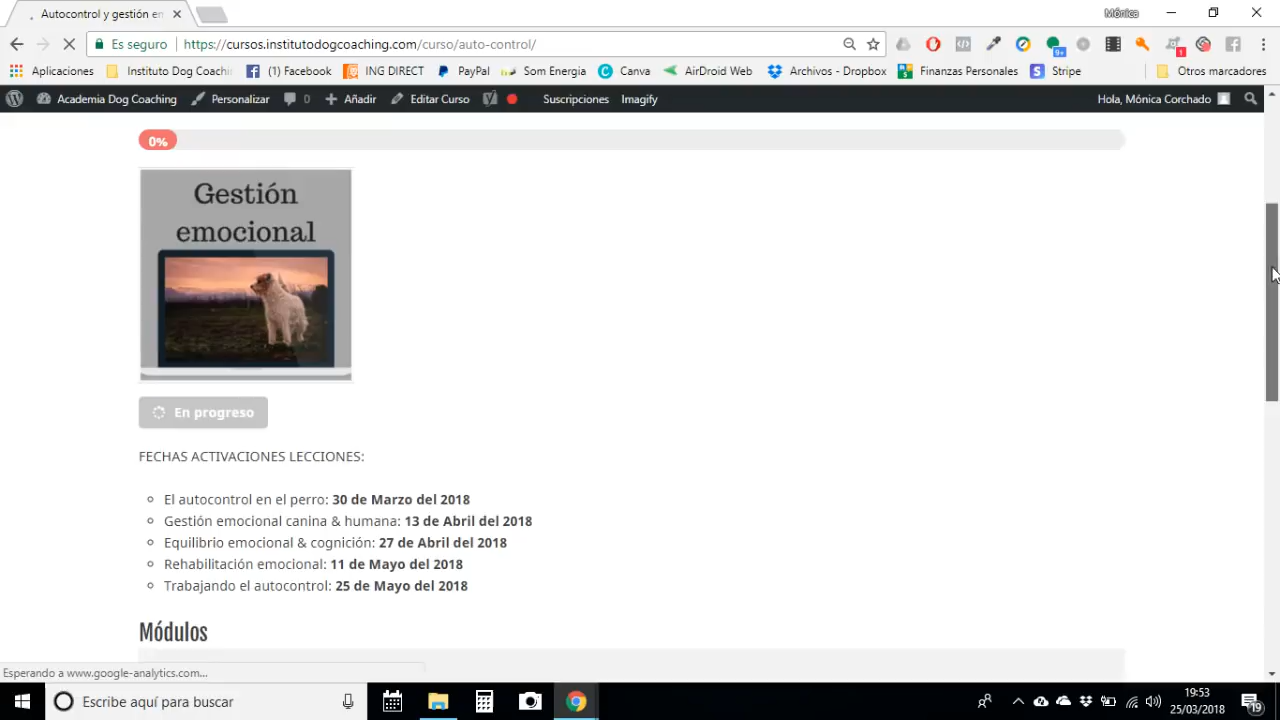 Autocontrol y gestión en
Mónica
Es seguro
https://cursos.institutodogcoaching.com/curso/auto-control/
9+
1
Aplicaciones
Instituto Dog Coachi
(1) Facebook
ING DIRECT
PayPal
Som Energia
Canva
AirDroid Web
Archivos - Dropbox
Finanzas Personales
Stripe
Otros marcadores
Academia Dog Coaching
Personalizar
0
Añadir
Editar Curso
Suscripciones
Imagify
Hola, Mónica Corchado
0%
Gestión
emocional
En progreso
FECHAS ACTIVACIONES LECCIONES:
El autocontrol en el perro: 30 de Marzo del 2018
Gestión emocional canina & humana: 13 de Abril del 2018
Equilibrio emocional & cognición: 27 de Abril del 2018
Rehabilitación emocional: 11 de Mayo del 2018
Trabajando el autocontrol: 25 de Mayo del 2018
Módulos
Esperando a www.google-analytics.com...
Escribe aquí para buscar
19:53
25/03/2018
19